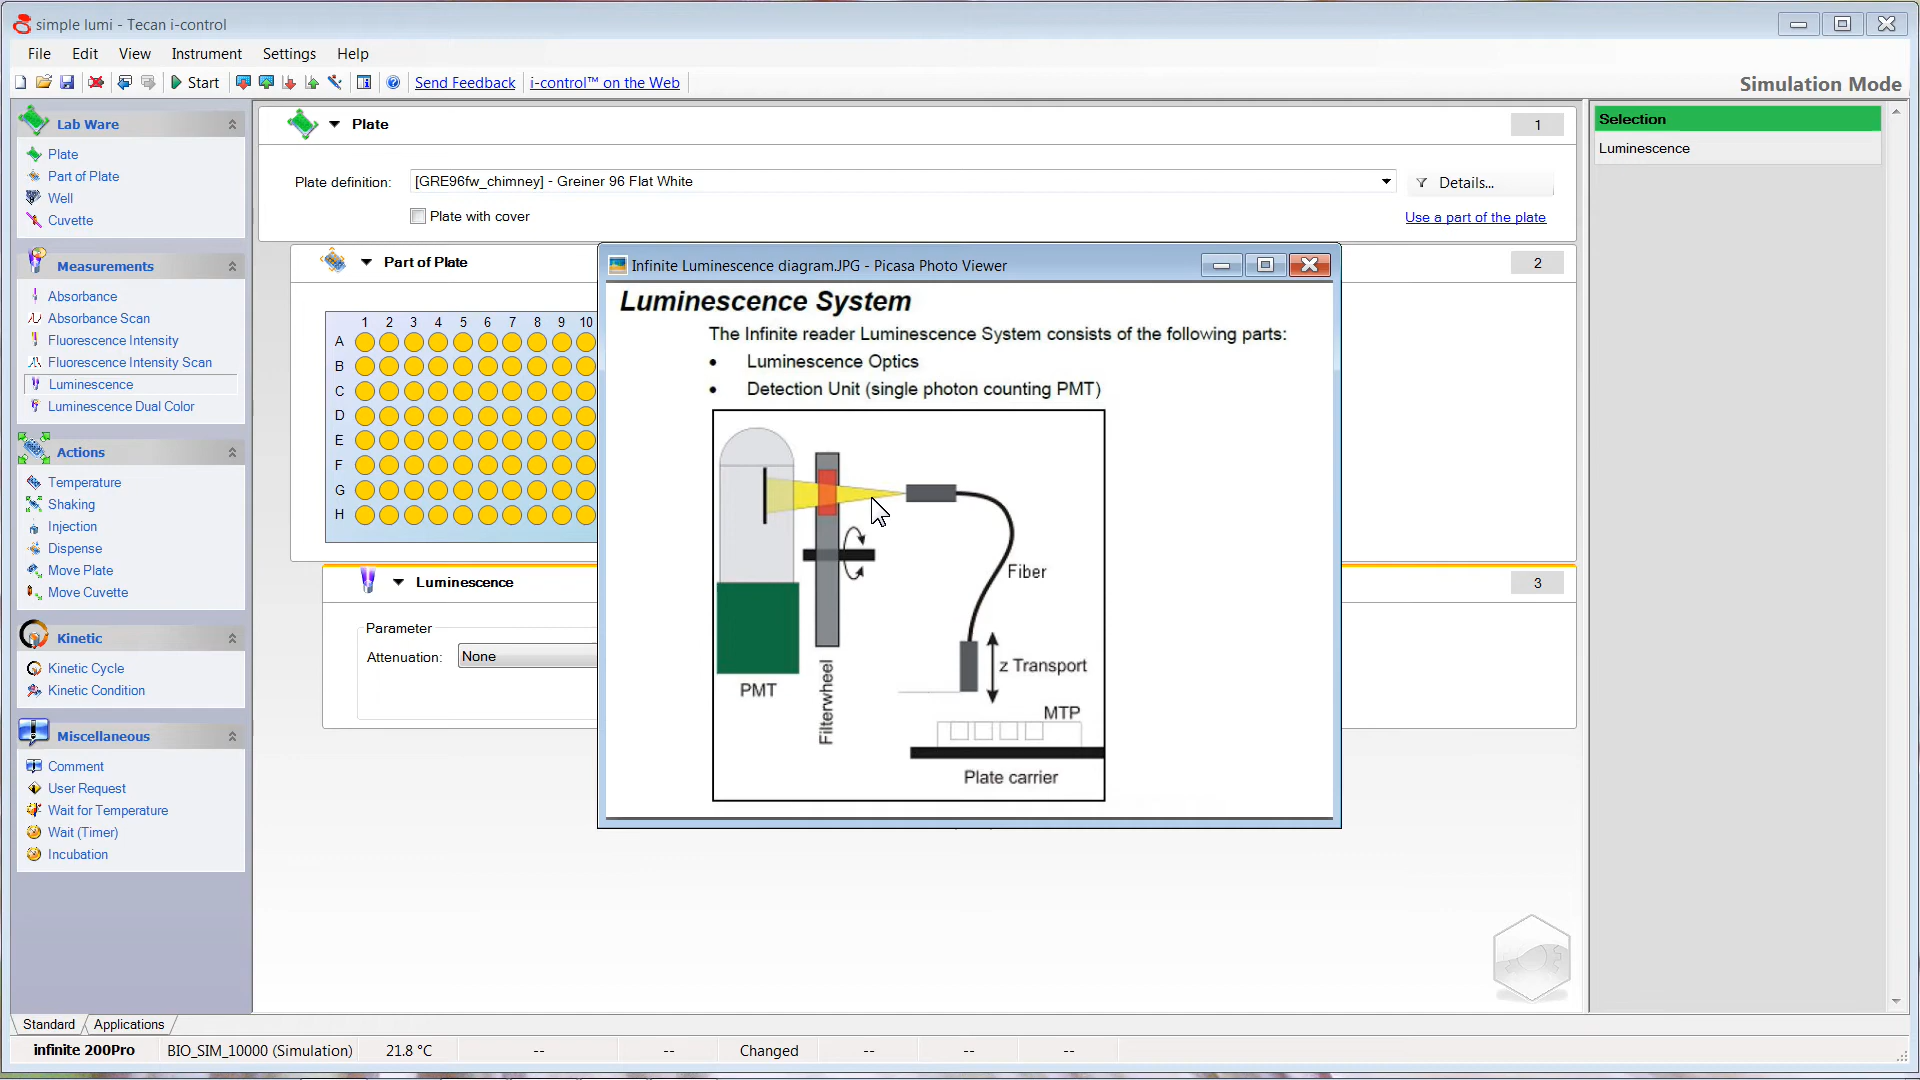 simple lumi - Tecan i-control
File Edit View Instrument Settings Help
Start Send Feedback i-control™ on the Web
Simulation Mode
Lab Ware
Plate
Part of Plate
Well
Cuvette
Measurements
Absorbance
Absorbance Scan
Fluorescence Intensity
Fluorescence Intensity Scan
Luminescence
Luminescence Dual Color
Actions
Temperature
Shaking
Injection
Dispense
Move Plate
Move Cuvette
Kinetic
Kinetic Cycle
Kinetic Condition
Miscellaneous
Comment
User Request
Wait for Temperature
Wait (Timer)
Incubation
Standard Applications
Plate 1
Plate definition: [GRE96fw_chimney] - Greiner 96 Flat White Details...
Plate with cover Use a part of the plate
Part of Plate 2
1 2 3 4 5 6 7 8 9 10
A
B
C
D
E
F
G
H
Luminescence 3
Parameter
Attenuation: None
Infinite Luminescence diagram.JPG - Picasa Photo Viewer
Luminescence System
The Infinite reader Luminescence System consists of the following parts:
• Luminescence Optics
• Detection Unit (single photon counting PMT)
Fiber
z Transport
PMT
Filterwheel
MTP
Plate carrier
Selection
Luminescence
infinite 200Pro BIO_SIM_10000 (Simulation) 21.8 °C -- -- Changed -- -- --